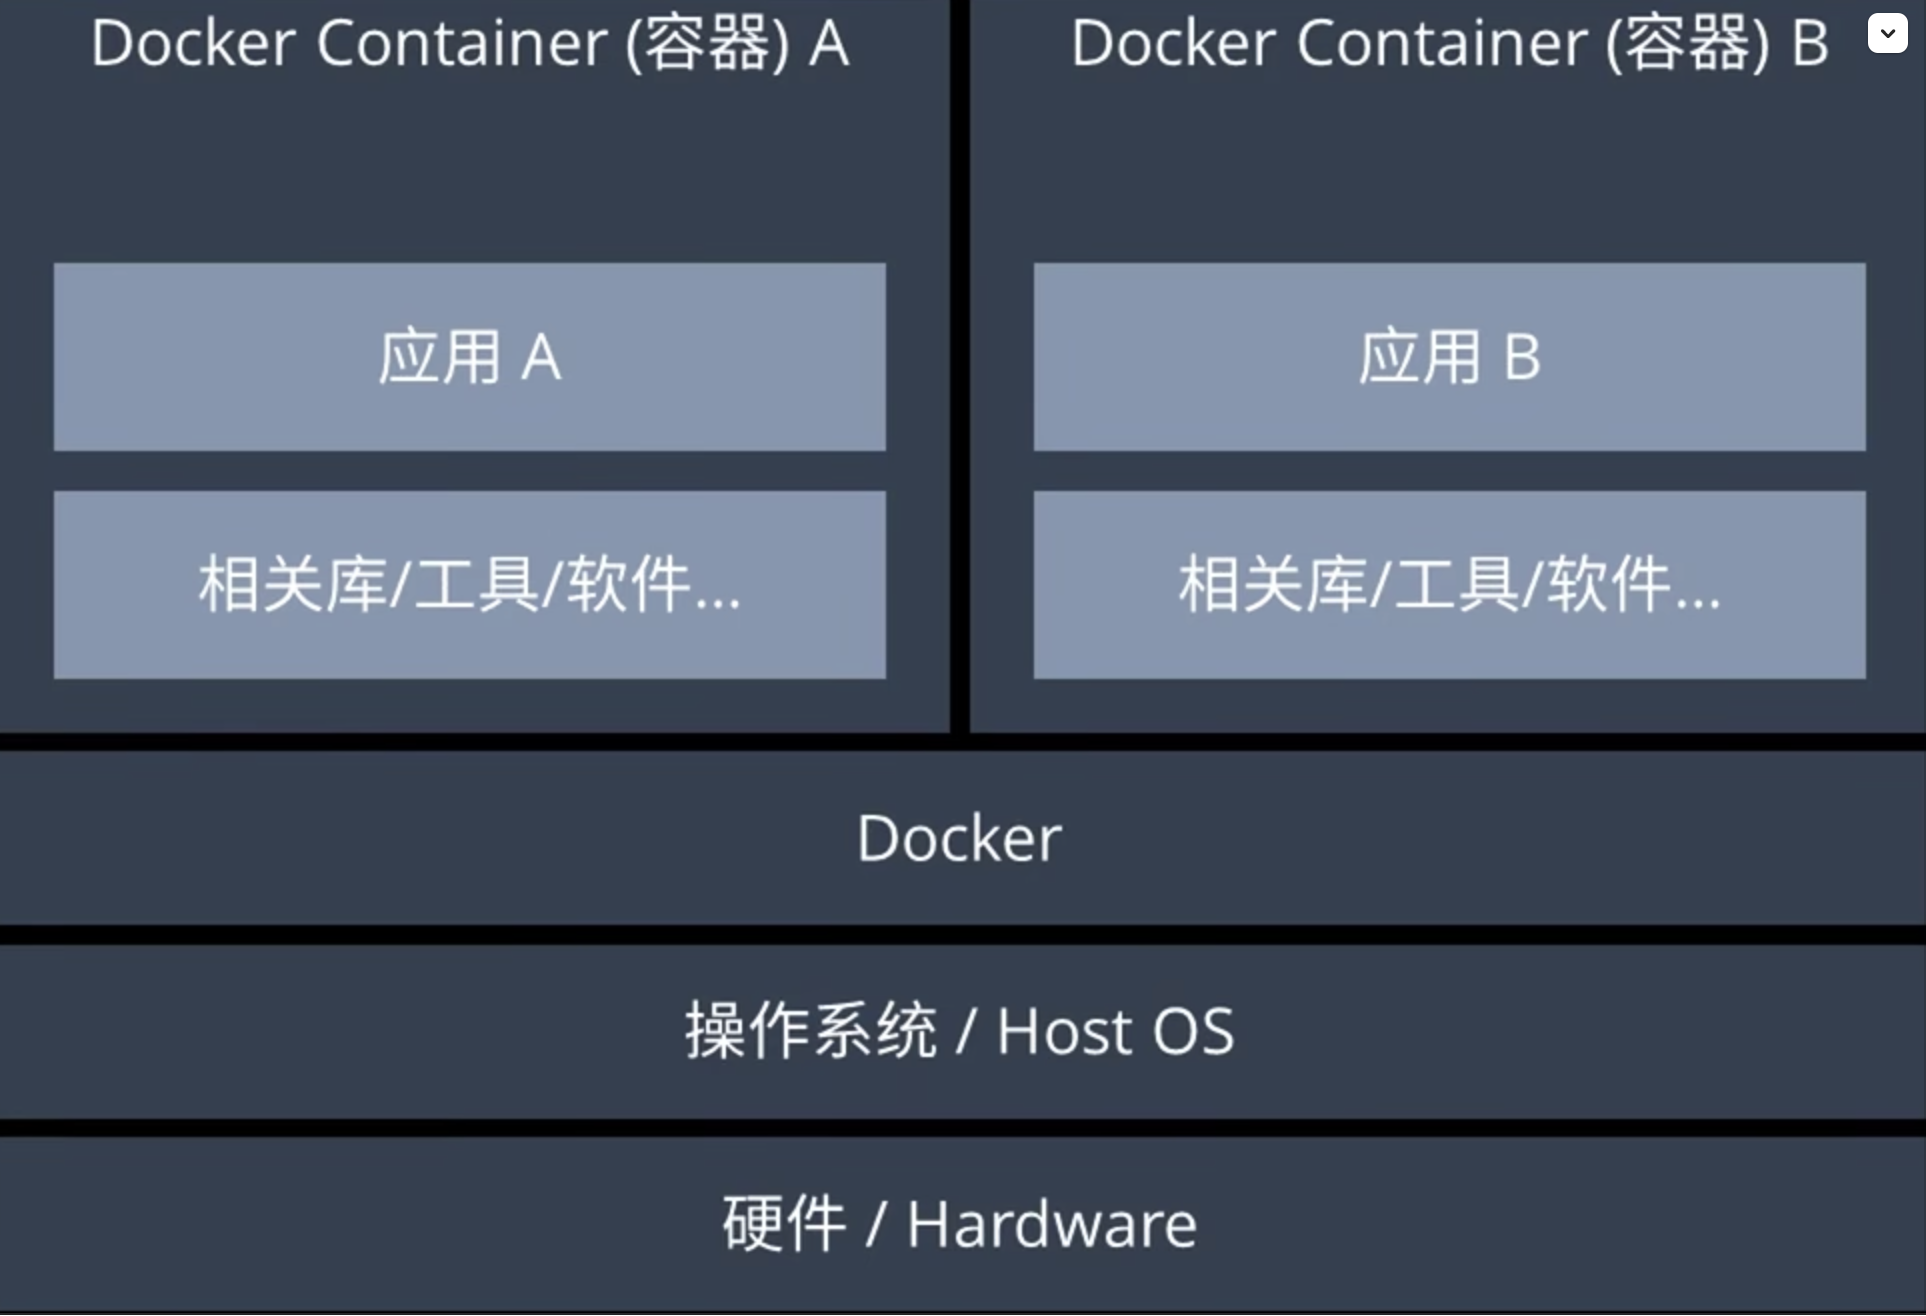 Docker Container (容器) A
Docker Container (容器) B
应用 A
应用 B
相关库/工具/软件...
相关库/工具/软件...
Docker
操作系统 / Host OS
硬件 / Hardware